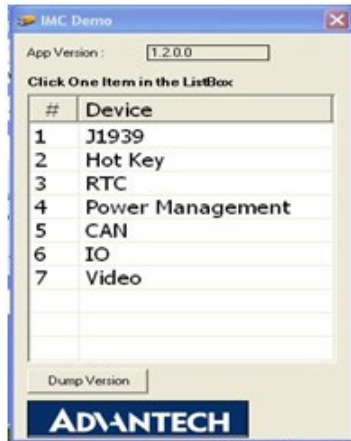 IMC Demo
App Version : 1.2.0.0
Click One Item in the ListBox
# Device
1 J1939
2 Hot Key
3 RTC
4 Power Management
5 CAN
6 IO
7 Video
Dump Version
ADVANTECH